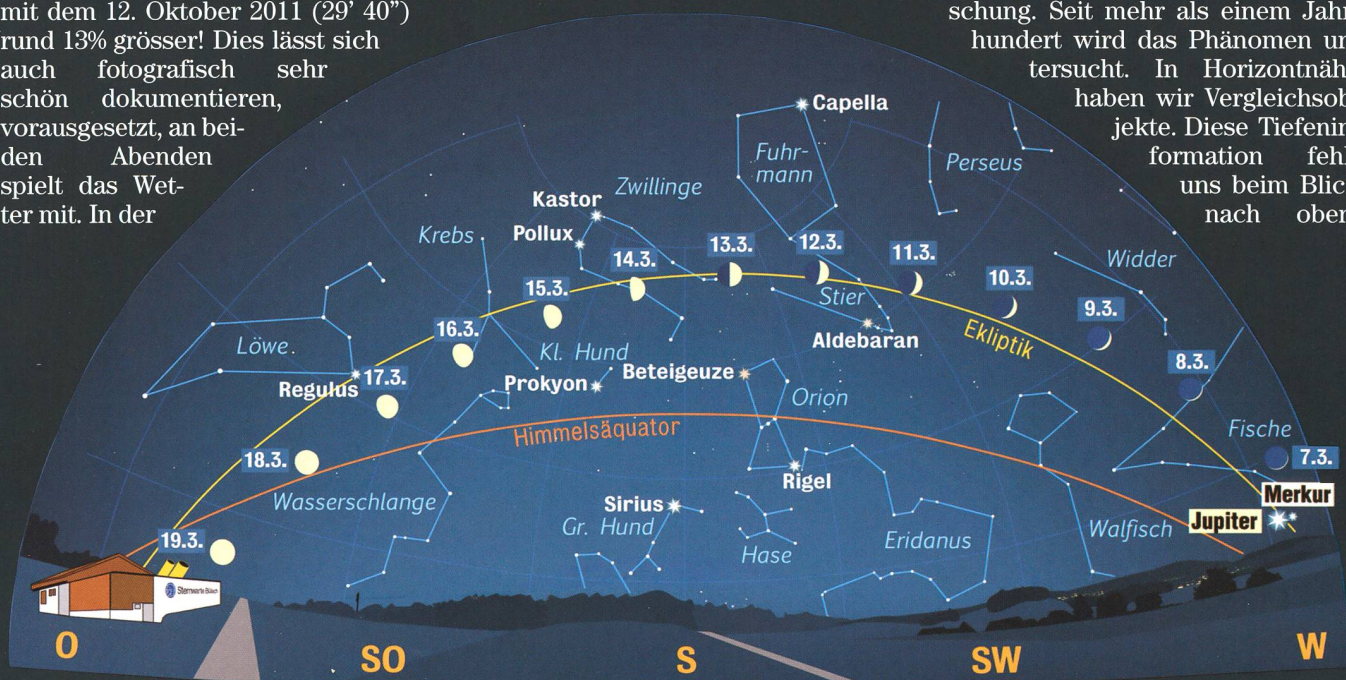 mit dem 12. Oktober 2011 (29’ 40”)
rund 13% grösser! Dies lässt sich
auch fotografisch sehr
schön dokumentieren,
vorausgesetzt, an bei-
den Abenden
spielt das Wet-
ter mit. In der
schung. Seit mehr als einem Jahr
hundert wird das Phänomen un
tersucht. In Horizontnäh
haben wir Vergleichsob
jekte. Diese Tiefenin
formation fehl
uns beim Blic
nach oben
Capella
Fuhr-
mann
Perseus
Kastor
Zwillinge
Pollux
Krebs
Widder
13.3.
12.3.
11.3.
14.3.
10.3.
15.3.
9.3.
16.3.
Stier
Aldebaran
Ekliptik
Löwe
Kl. Hund
8.3.
Regulus
17.3.
Prokyon
Beteigeuze
Orion
Himmelsäquator
Fische
7.3.
18.3.
Wasserschlange
Rigel
Merkur
Sirius
Jupiter
Gr. Hund
Hase
Eridanus
Walfisch
19.3.
Sternwarte Bülach
O
SO
S
SW
W